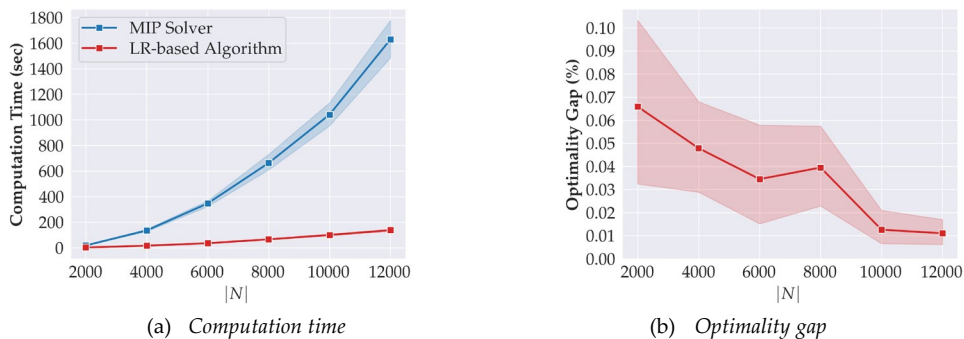 1800
1600
1400
1200
1000
800
600
400
200
0
Computation Time (sec)
MIP Solver
LR-based Algorithm
2000 4000 6000 8000 10000 12000
|N|
(a) Computation time
0.10
0.09
0.08
0.07
0.06
0.05
0.04
0.03
0.02
0.01
0.00
Optimality Gap (%)
2000 4000 6000 8000 10000 12000
|N|
(b) Optimality gap